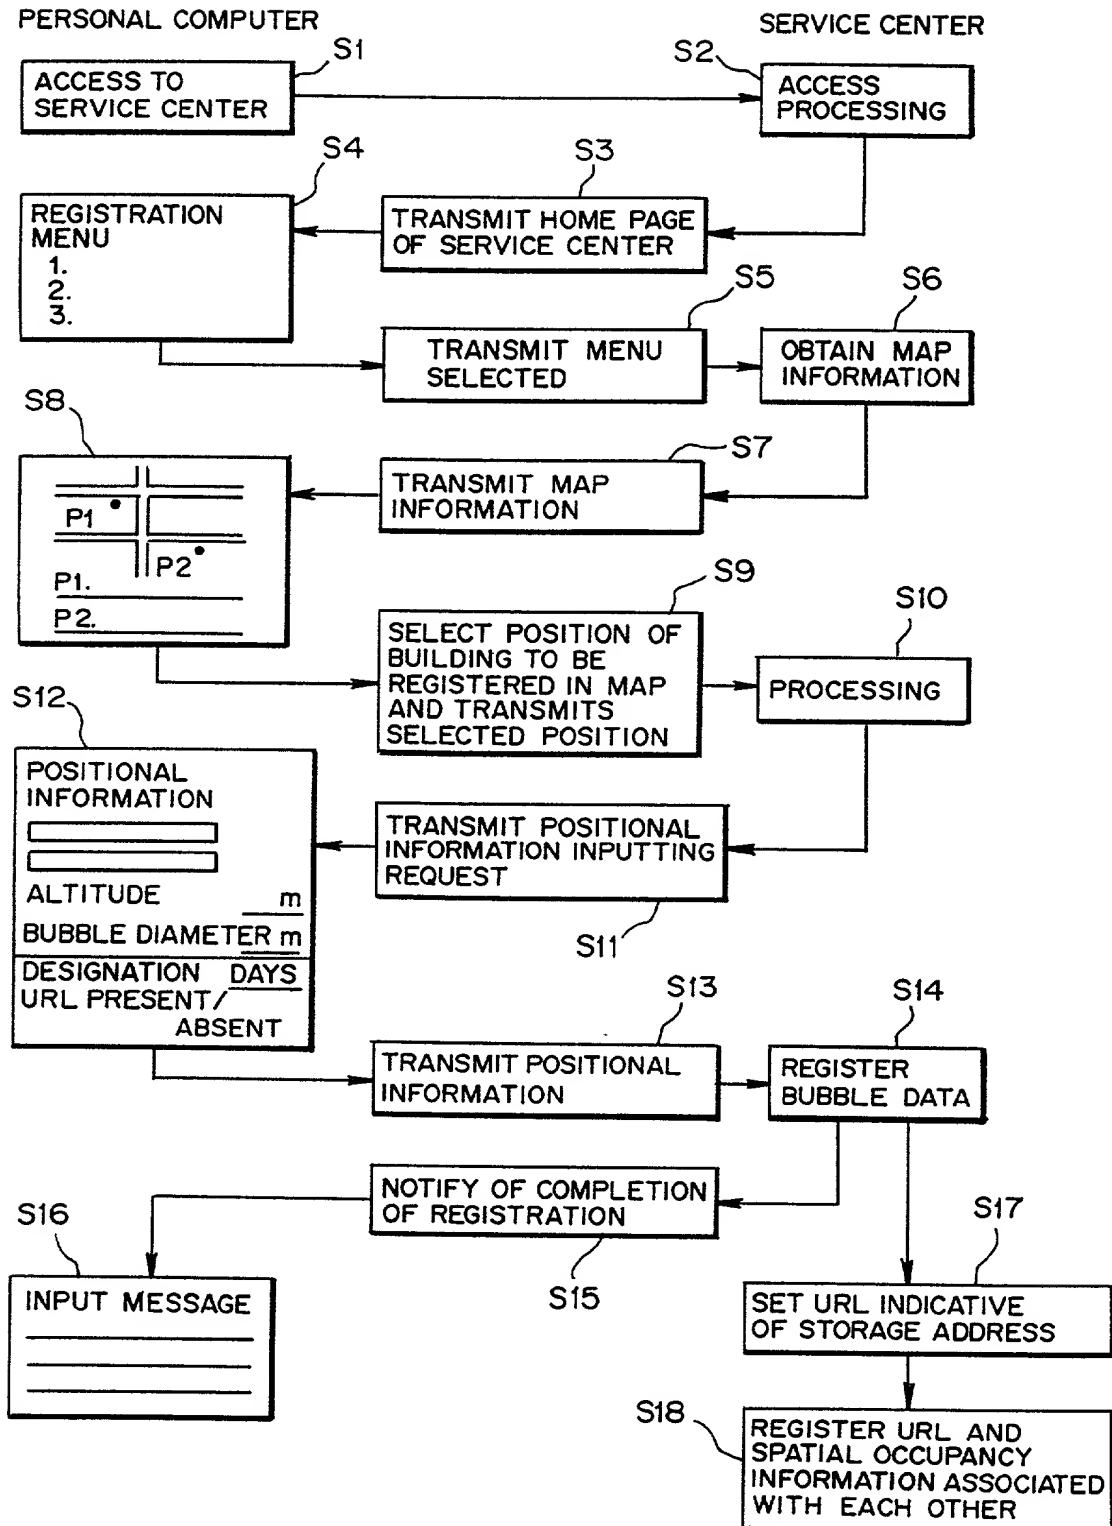 PERSONAL COMPUTER
SERVICE CENTER
S1
ACCESS TO
SERVICE CENTER
S2
ACCESS
PROCESSING
S3
TRANSMIT HOME PAGE
OF SERVICE CENTER
S4
REGISTRATION
MENU
1.
2.
3.
S5
TRANSMIT MENU
SELECTED
S6
OBTAIN MAP
INFORMATION
S7
TRANSMIT MAP
INFORMATION
S8
P1
P2
P1.
P2.
S9
SELECT POSITION OF
BUILDING TO BE
REGISTERED IN MAP
AND TRANSMITS
SELECTED POSITION
S10
PROCESSING
S11
TRANSMIT POSITIONAL
INFORMATION INPUTTING
REQUEST
S12
POSITIONAL
INFORMATION
ALTITUDE m
BUBBLE DIAMETER m
DESIGNATION DAYS
URL PRESENT/
ABSENT
S13
TRANSMIT POSITIONAL
INFORMATION
S14
REGISTER
BUBBLE DATA
S15
NOTIFY OF COMPLETION
OF REGISTRATION
S16
INPUT MESSAGE
S17
SET URL INDICATIVE
OF STORAGE ADDRESS
S18
REGISTER URL AND
SPATIAL OCCUPANCY
INFORMATION ASSOCIATED
WITH EACH OTHER